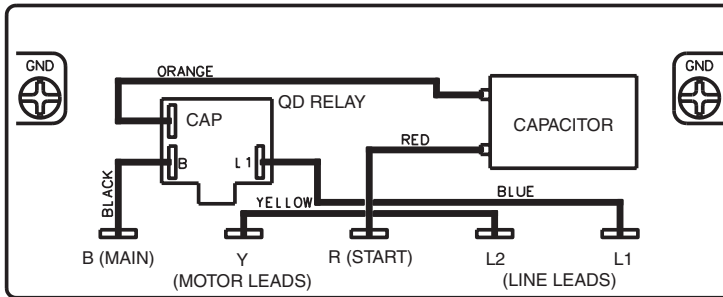 GND
ORANGE
GND
QD RELAY
CAP
CAPACITOR
RED
B
L1
BLACK
YELLOW
BLUE
B (MAIN)
Y
R (START)
L2
L1
(MOTOR LEADS)
(LINE LEADS)